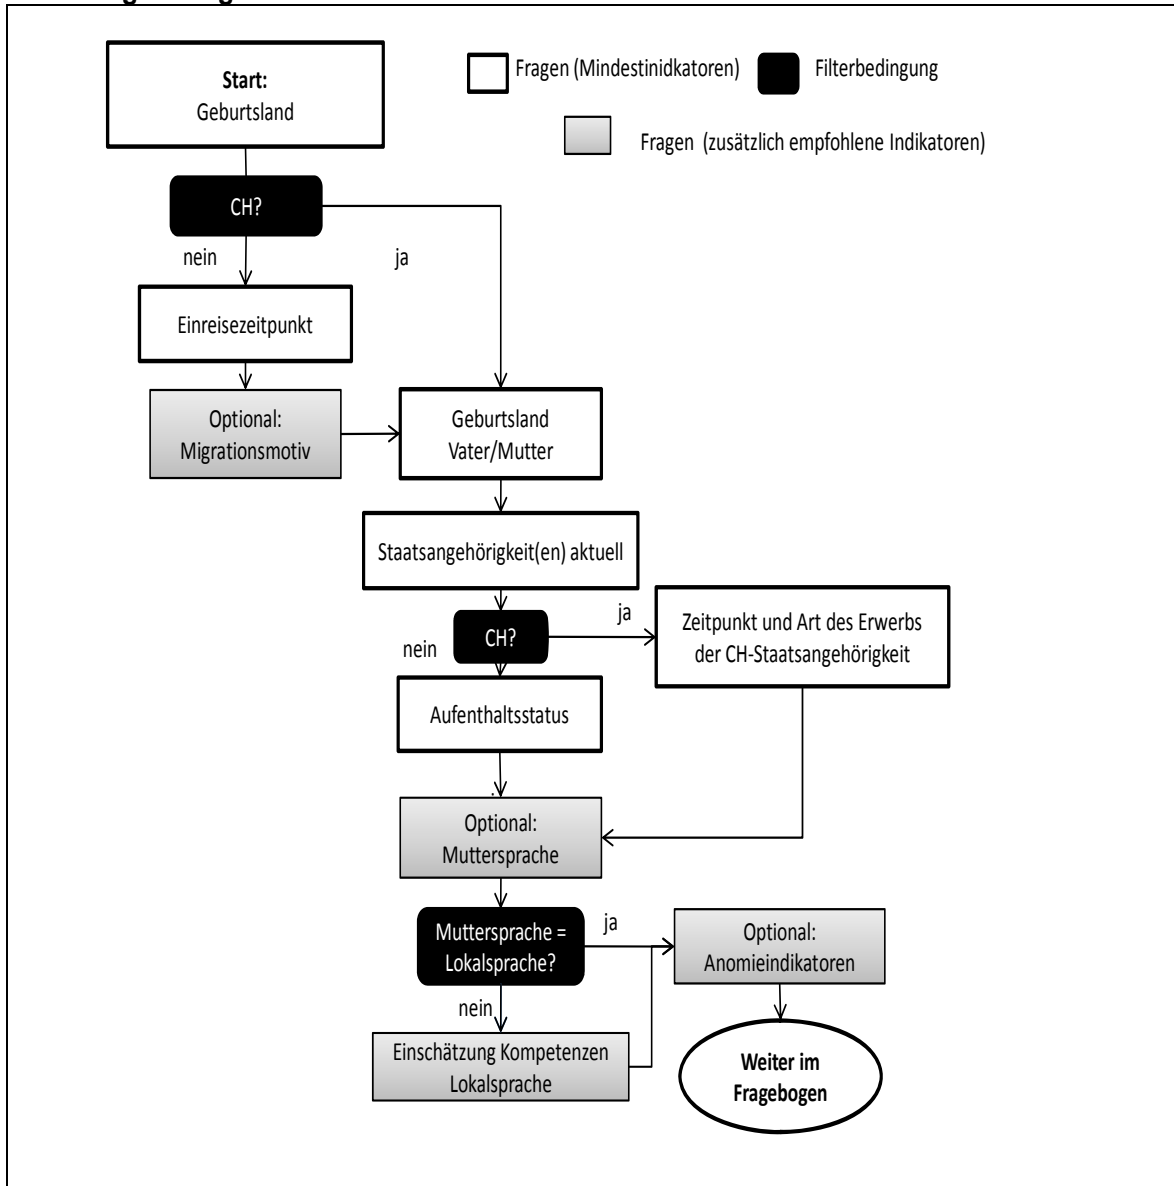 Start:
Geburtsland
Fragen (Mindestinidkatoren)
Filterbedingung
Fragen (zusätzlich empfohlene Indikatoren)
CH?
nein
ja
Einreisezeitpunkt
Optional:
Migrationsmotiv
Geburtsland
Vater/Mutter
Staatsangehörigkeit(en) aktuell
CH?
ja
nein
Zeitpunkt und Art des Erwerbs
der CH-Staatsangehörigkeit
Aufenthaltsstatus
Optional:
Muttersprache
Muttersprache =
Lokalsprache?
ja
nein
Optional:
Anomieindikatoren
Einschätzung Kompetenzen
Lokalsprache
Weiter im
Fragebogen